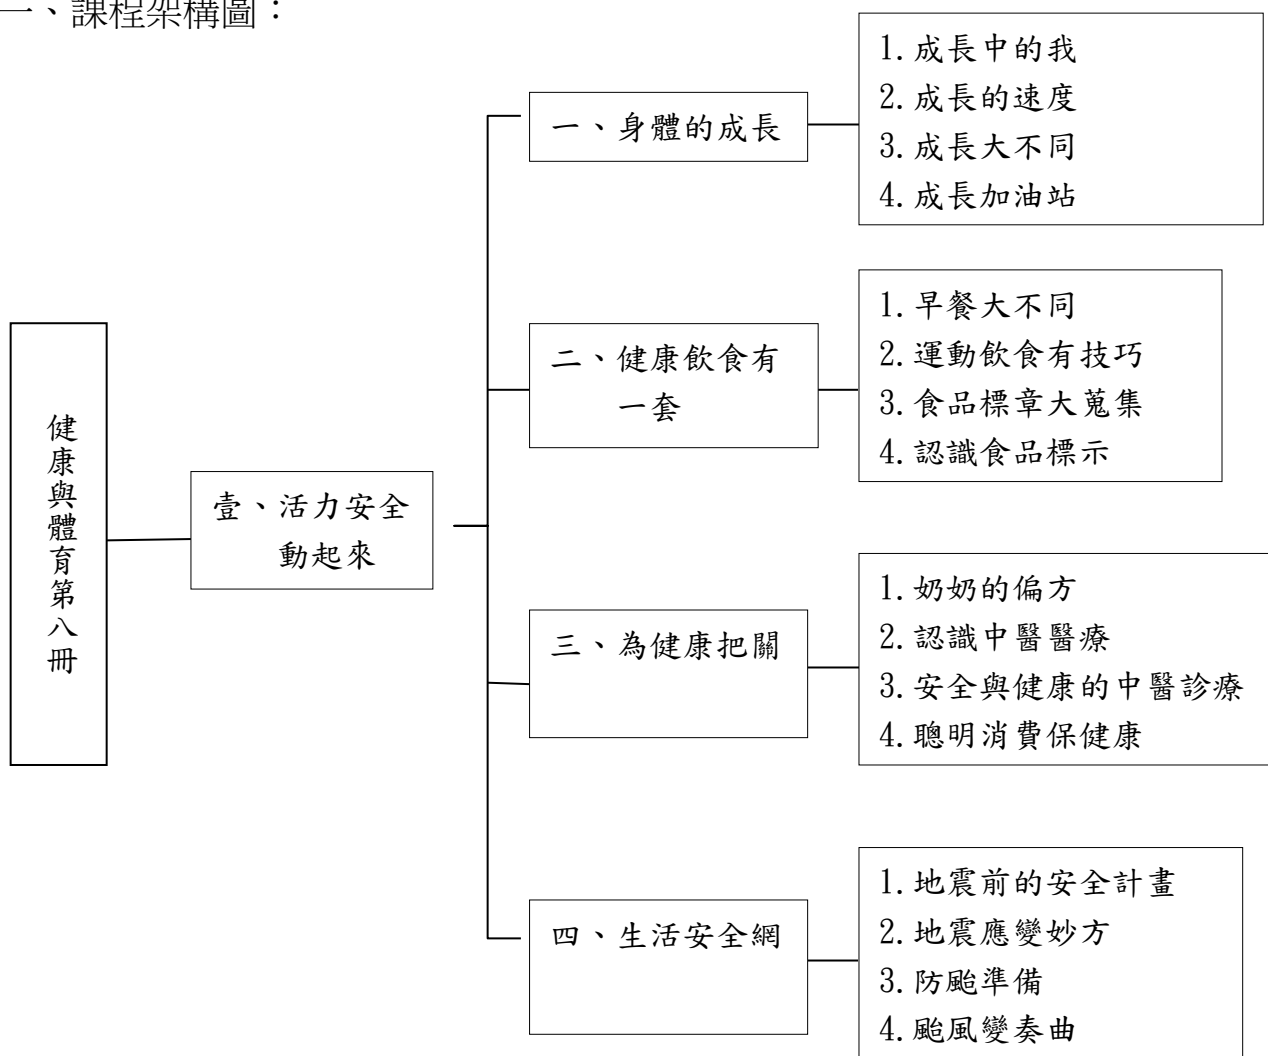 一、課程架構圖：
健康與體育第八冊
壹、活力安全
動起來
一、身體的成長
1.成長中的我
2.成長的速度
3.成長大不同
4.成長加油站
二、健康飲食有
一套
1.早餐大不同
2.運動飲食有技巧
3.食品標章大蒐集
4.認識食品標示
三、為健康把關
1.奶奶的偏方
2.認識中醫醫療
3.安全與健康的中醫診療
4.聰明消費保健康
四、生活安全網
1.地震前的安全計畫
2.地震應變妙方
3.防颱準備
4.颱風變奏曲